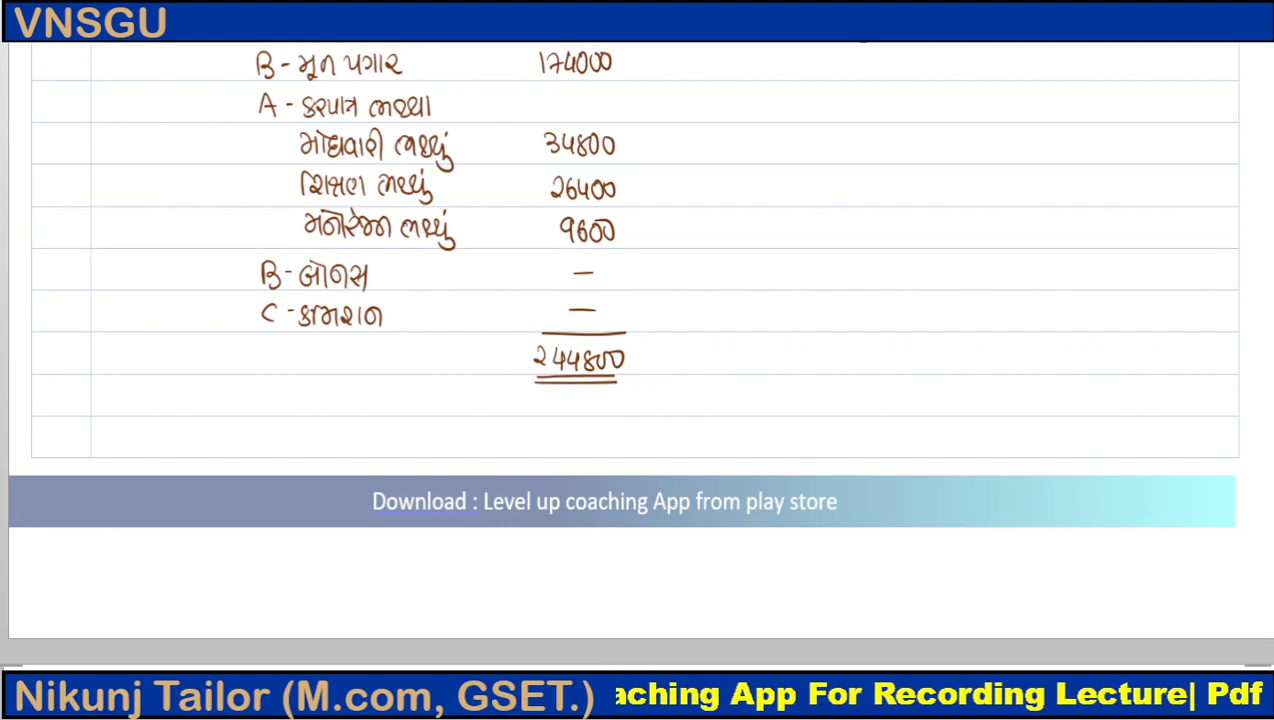 VNSGU
B - મૂળ પગાર 174000
A - કરપાત્ર ભથ્થા
મોંઘવારી ભથ્થું 34800
શિક્ષણ ભથ્થું 26400
મનોરંજન ભથ્થું 9600
B - બોનસ —
C - કમિશન —
244800
Download : Level up coaching App from play store
Nikunj Tailor (M.com, GSET.) aching App For Recording Lecture| Pdf